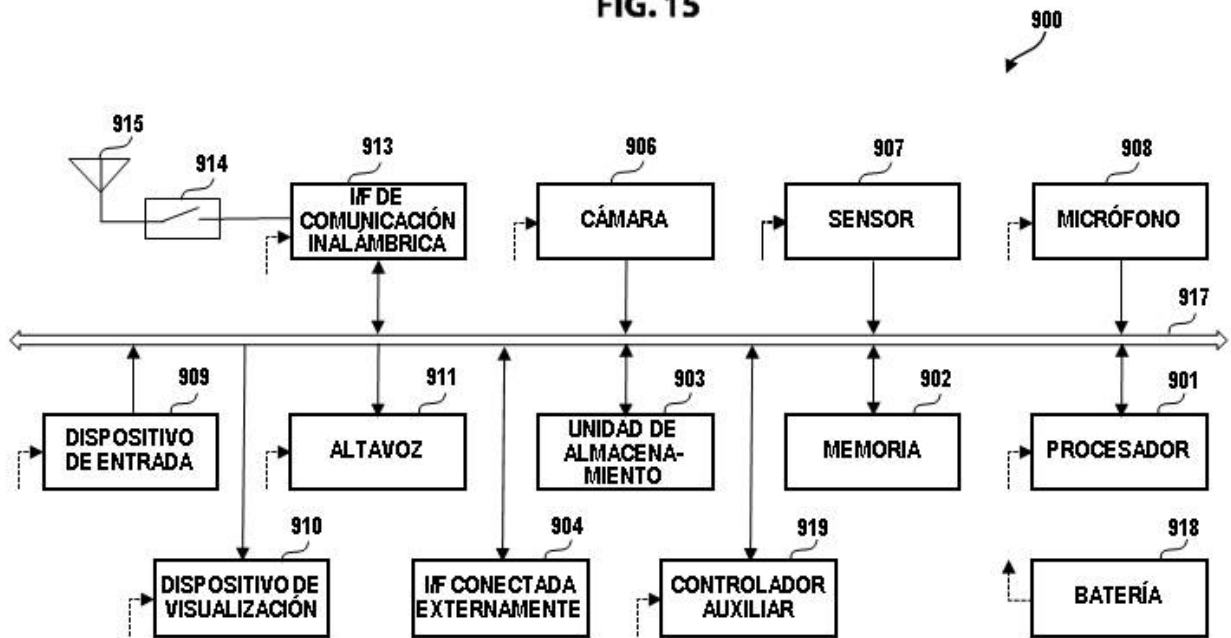 FIG. 15
900
915
914
913
I/F DE
COMUNICACIÓN
INALÁMBRICA
906
CÁMARA
907
SENSOR
908
MICRÓFONO
917
909
DISPOSITIVO
DE ENTRADA
911
ALTAVOZ
903
UNIDAD DE
ALMACENA-
MIENTO
902
MEMORIA
901
PROCESADOR
910
DISPOSITIVO DE
VISUALIZACIÓN
904
I/F CONECTADA
EXTERNAMENTE
919
CONTROLADOR
AUXILIAR
918
BATERÍA